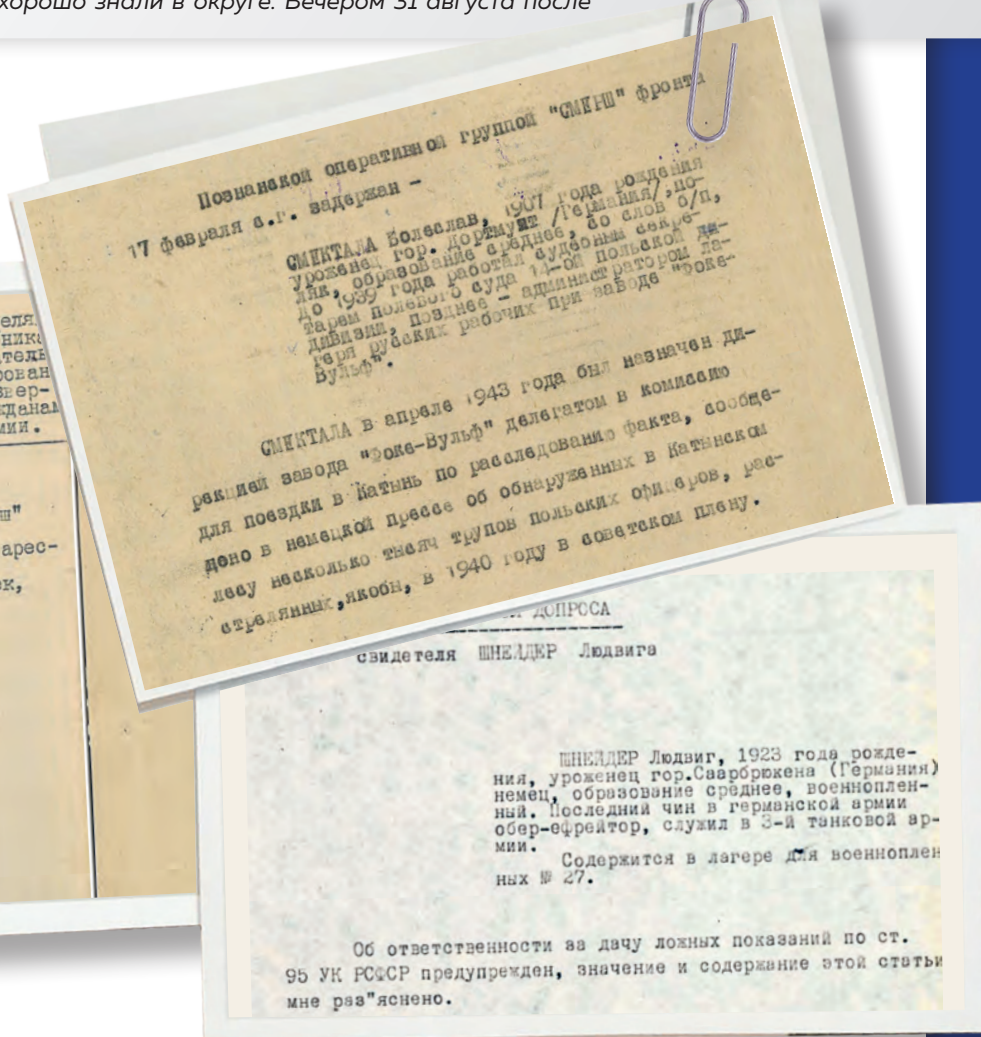 хорошо знали в округе. Вечером 31 августа после
Познанской оперативной группой "СМЕРШ" фронта
17 февраля с.г. задержан –
СМИКТАЛА Болеслав, 1907 года рождения
уроженец гор. Дортмунт /Германия/, по-
ляк, образование среднее, со слов б/п,
до 1939 года работал судебным секре-
тарем полевого суда 14-ой польской ди-
дивизии, позднее – администратором ла-
геря русских рабочих при заводе "Фоке-
Вульф".
СМИКТАЛА в апреле 1943 года был назначен ди-
рекцией завода "Фоке-Вульф" делегатом в комиссию
для поездки в Катынь по расследованию факта, сообще-
дено в немецкой прессе об обнаруженных в Катынском
лесу несколько тысяч трупов польских офицеров, рас-
стрелянных, якобы, в 1940 году в советском плену.
арес-
ДОПРОСА
свидетеля ШНЕЙДЕР Людвига
ШНЕЙДЕР Людвиг, 1923 года рожде-
ния, уроженец гор.Саарбрюкена (Германия)
немец, образование среднее, военноплен-
ный. Последний чин в германской армии
обер-ефрейтор, служил в 3-й танковой ар-
мии.
Содержится в лагере для военноплен
ных № 27.
Об ответственности за дачу ложных показаний по ст.
95 УК РСФСР предупрежден, значение и содержание этой статьи
мне раз"яснено.